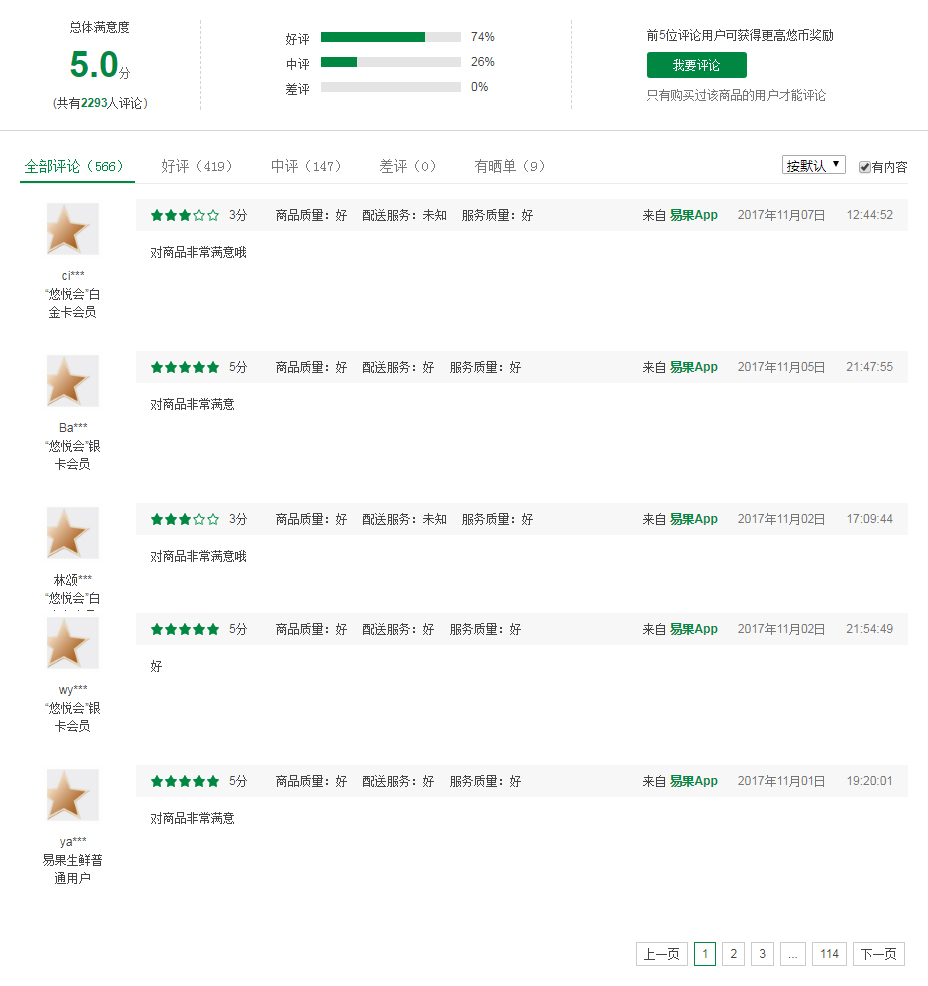 总体满意度
5.0分
(共有2293人评论)
好评 74%
中评 26%
差评 0%
前5位评论用户可获得更高悠币奖励
我要评论
只有购买过该商品的用户才能评论
全部评论（566） 好评（419） 中评（147） 差评（0） 有晒单（9） 按默认 有内容
3分 商品质量：好 配送服务：未知 服务质量：好 来自 易果App 2017年11月07日 12:44:52
对商品非常满意哦
ci***
“悠悦会”白
金卡会员
5分 商品质量：好 配送服务：好 服务质量：好 来自 易果App 2017年11月05日 21:47:55
对商品非常满意
Ba***
“悠悦会”银
卡会员
3分 商品质量：好 配送服务：未知 服务质量：好 来自 易果App 2017年11月02日 17:09:44
对商品非常满意哦
林颂***
“悠悦会”白
5分 商品质量：好 配送服务：好 服务质量：好 来自 易果App 2017年11月02日 21:54:49
好
wy***
“悠悦会”银
卡会员
5分 商品质量：好 配送服务：好 服务质量：好 来自 易果App 2017年11月01日 19:20:01
对商品非常满意
ya***
易果生鲜普
通用户
上一页 1 2 3 ... 114 下一页